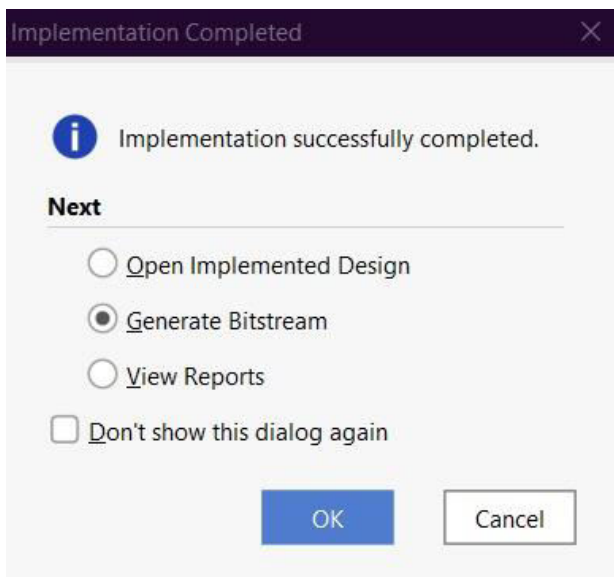 Implementation Completed
Implementation successfully completed.
Next
Open Implemented Design
Generate Bitstream
View Reports
Don't show this dialog again
OK
Cancel